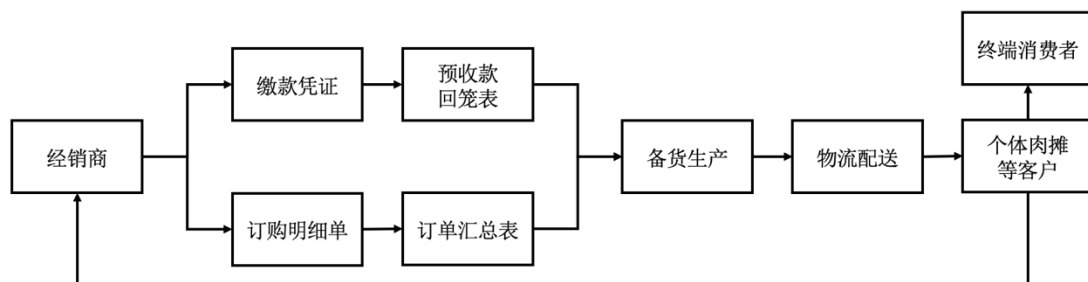 终端消费者
缴款凭证
预收款
回笼表
经销商
备货生产
物流配送
个体肉摊
等客户
订购明细单
订单汇总表